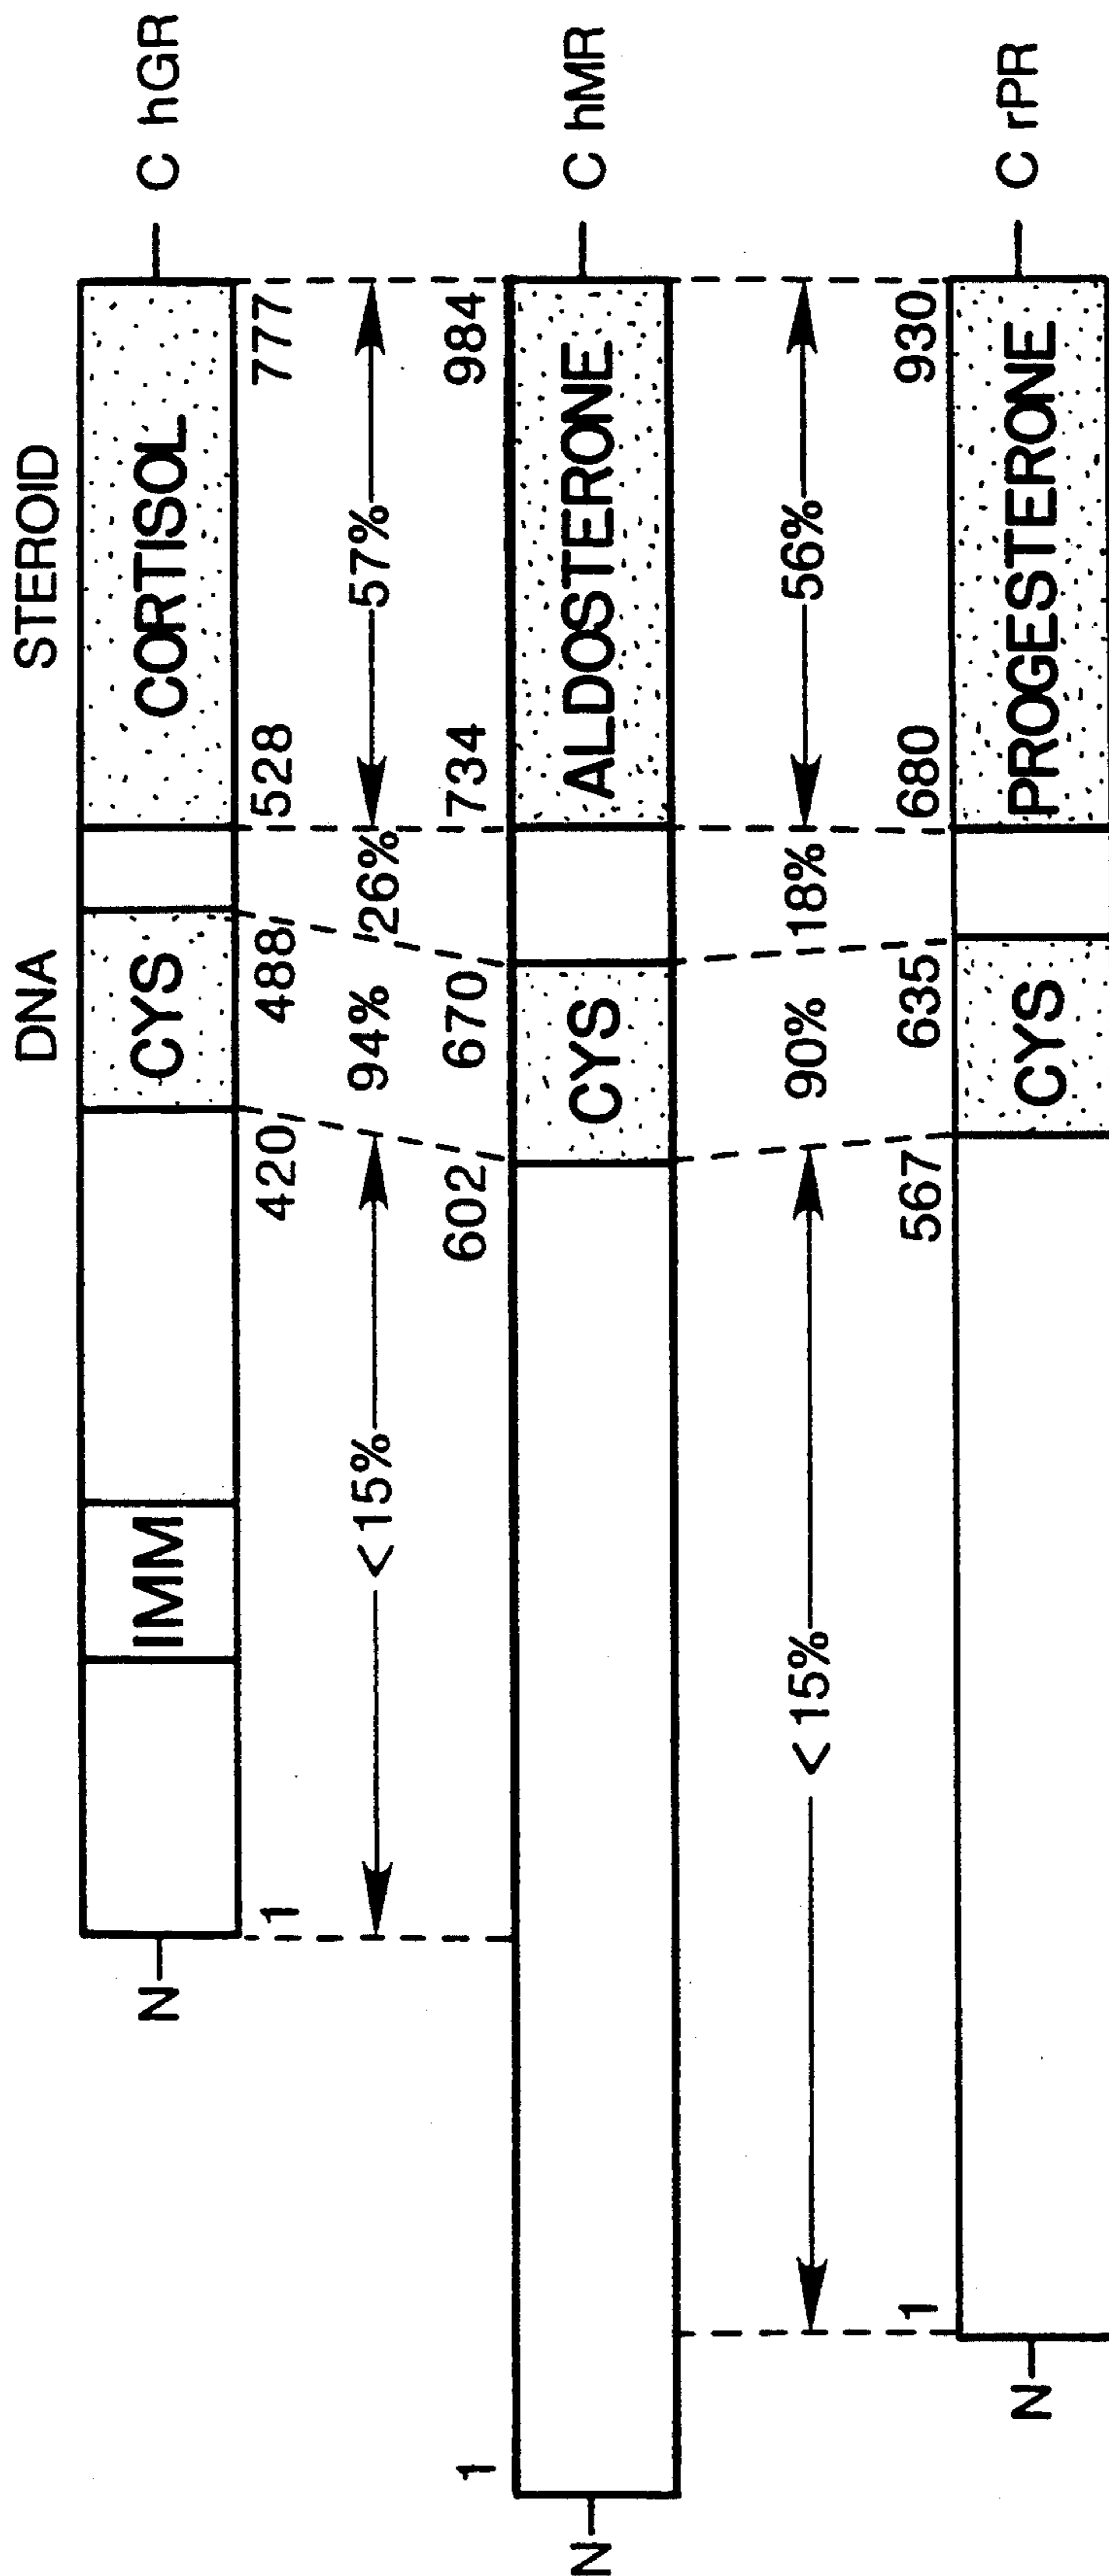 DNA STEROID
N IMM CYS CORTISOL C hGR
1 420 488 528 777
<15% 94% 26% 57%
1 602 670 734 984
N CYS ALDOSTERONE C hMR
<15% 90% 18% 56%
1 567 635 680 930
N CYS PROGESTERONE C rPR